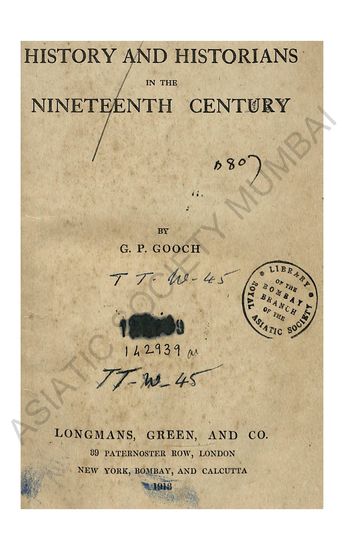 HISTORY AND HISTORIANS
IN THE
NINETEENTH CENTURY
BY
G. P. GOOCH
TT-W-45
LIBRARY
OF THE
BOMBAY
BRANCH
OF THE
ROYAL ASIATIC SOCIETY
142939
TT-W-45
ASIATIC SOCIETY MUMBAI
LONGMANS, GREEN, AND CO.
39 PATERNOSTER ROW, LONDON
NEW YORK, BOMBAY, AND CALCUTTA
1913